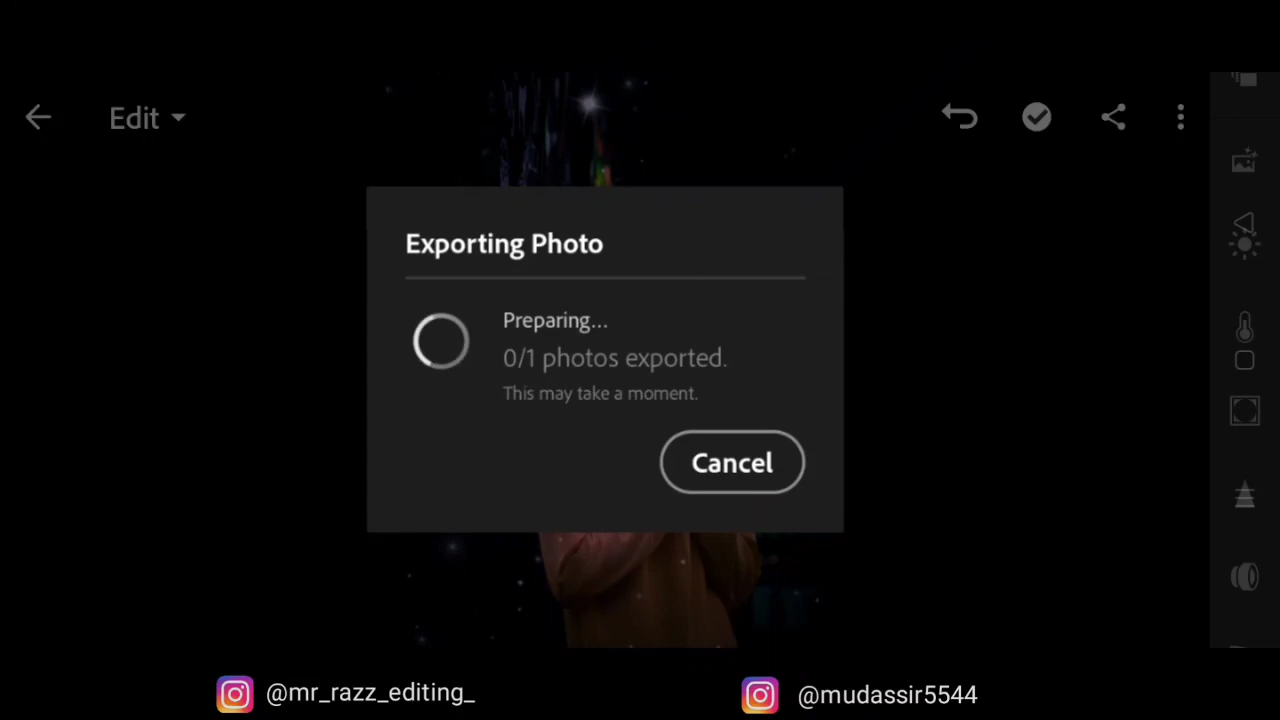 Edit
Exporting Photo
Preparing...
0/1 photos exported.
This may take a moment.
Cancel
@mr_razz_editing_
@mudassir5544